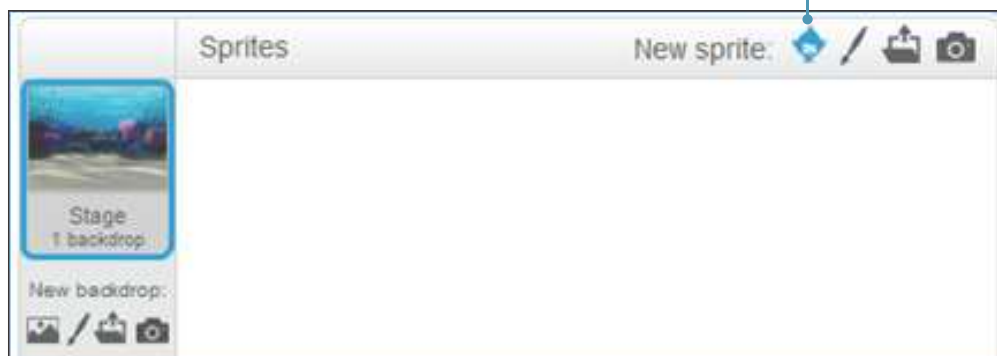 Sprites
New sprite:
Stage
1 backdrop
New backdrop: